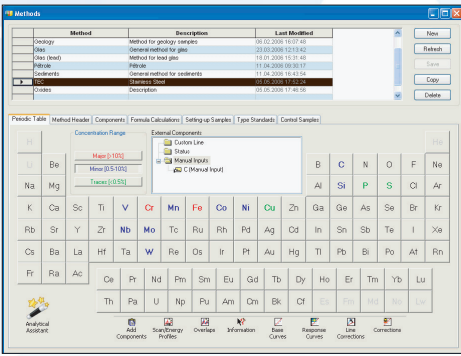 Methods
Method Description Last Modified
Geology Method for geology samples 06.02.2006 16:07:48
Glas General method for glas 23.03.2006 12:13:42
Glas (lead) Method for lead glas 18.01.2006 15:31:48
Pétrole Pétrole 11.04.2006 00:30:17
Sediments General method for sediments 11.04.2006 16:43:54
TEC Stainless Steel 05.05.2006 17:52:24
Oxides Description 05.05.2006 17:46:56
New
Refresh
Save
Copy
Delete
Periodic Table Method Header Components Formula Calculations Setting-up Samples Type Standards Control Samples
Concentration Range External Components
Custom Line
Status
Manual Inputs
C (Manual Input)
Majors [>10%]
Minor [0.5-10%]
Traces [<0.5%]
H He
Li Be B C N O F Ne
Na Mg Al Si P S Cl Ar
K Ca Sc Ti V Cr Mn Fe Co Ni Cu Zn Ga Ge As Se Br Kr
Rb Sr Y Zr Nb Mo Tc Ru Rh Pd Ag Cd In Sn Sb Te I Xe
Cs Ba La Hf Ta W Re Os Ir Pt Au Hg Tl Pb Bi Po At Rn
Fr Ra Ac
Ce Pr Nd Pm Sm Eu Gd Tb Dy Ho Er Tm Yb Lu
Th Pa U Np Pu Am Cm Bk Cf Es Fm Md No Lw
Analytical Assistant
Add Components
Scan/Energy Profiles
Overlaps
Information
Base Curves
Response Curves
Line Corrections
Corrections